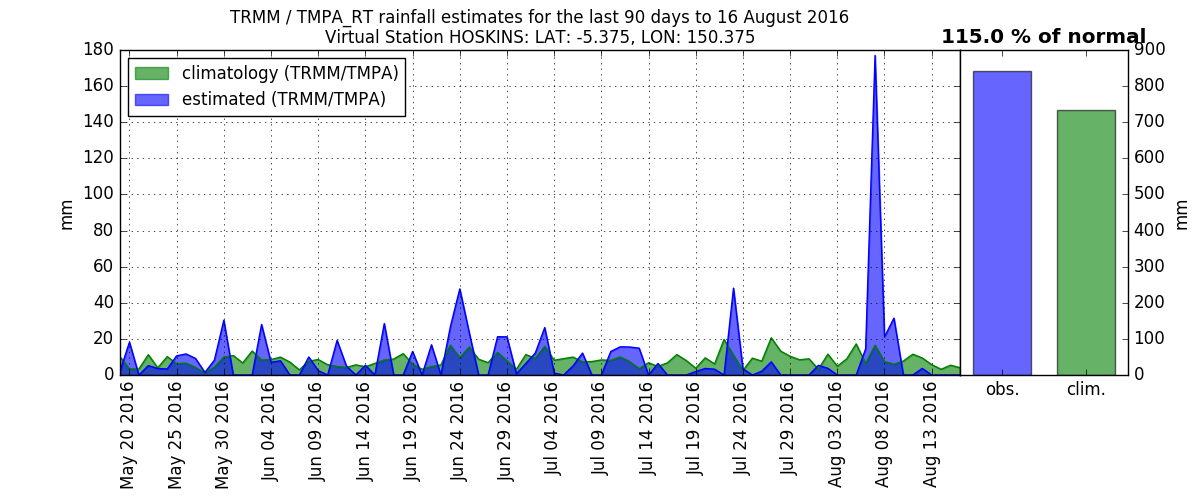 TRMM / TMPA_RT rainfall estimates for the last 90 days to 16 August 2016
Virtual Station HOSKINS: LAT: -5.375, LON: 150.375
115.0 % of normal
climatology (TRMM/TMPA)
estimated (TRMM/TMPA)
180
160
140
120
100
80
60
40
20
0
mm
May 20 2016
May 25 2016
May 30 2016
Jun 04 2016
Jun 09 2016
Jun 14 2016
Jun 19 2016
Jun 24 2016
Jun 29 2016
Jul 04 2016
Jul 09 2016
Jul 14 2016
Jul 19 2016
Jul 24 2016
Jul 29 2016
Aug 03 2016
Aug 08 2016
Aug 13 2016
900
800
700
600
500
400
300
200
100
0
mm
obs.
clim.